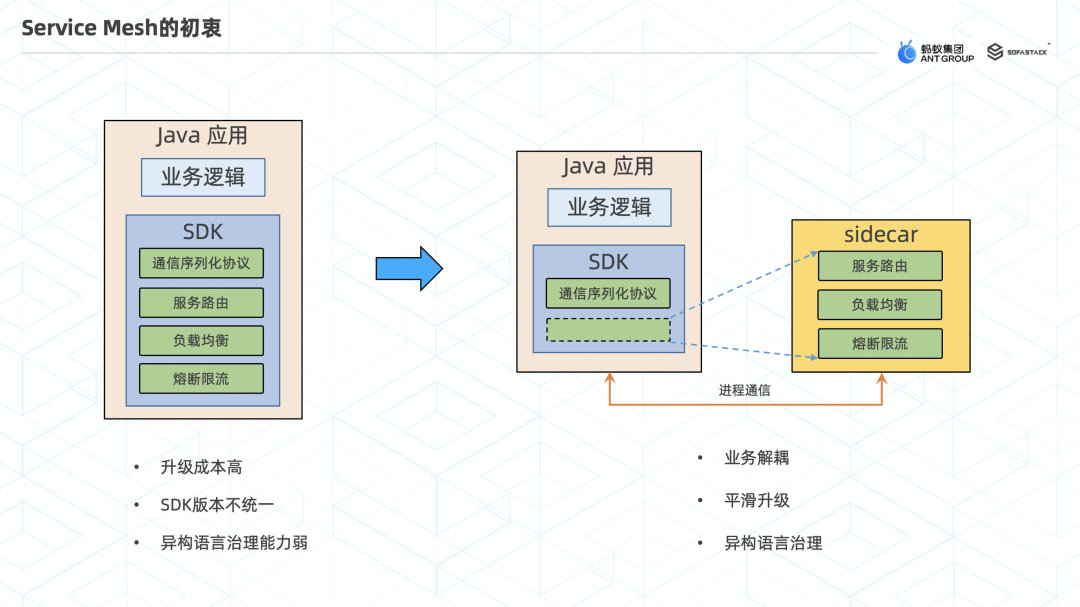 Service Mesh的初衷
蚂蚁集团
ANT GROUP
SOFASTACK
Java 应用
业务逻辑
SDK
通信序列化协议
服务路由
负载均衡
熔断限流
升级成本高
SDK版本不统一
异构语言治理能力弱
Java 应用
业务逻辑
SDK
通信序列化协议
sidecar
服务路由
负载均衡
熔断限流
进程通信
业务解耦
平滑升级
异构语言治理